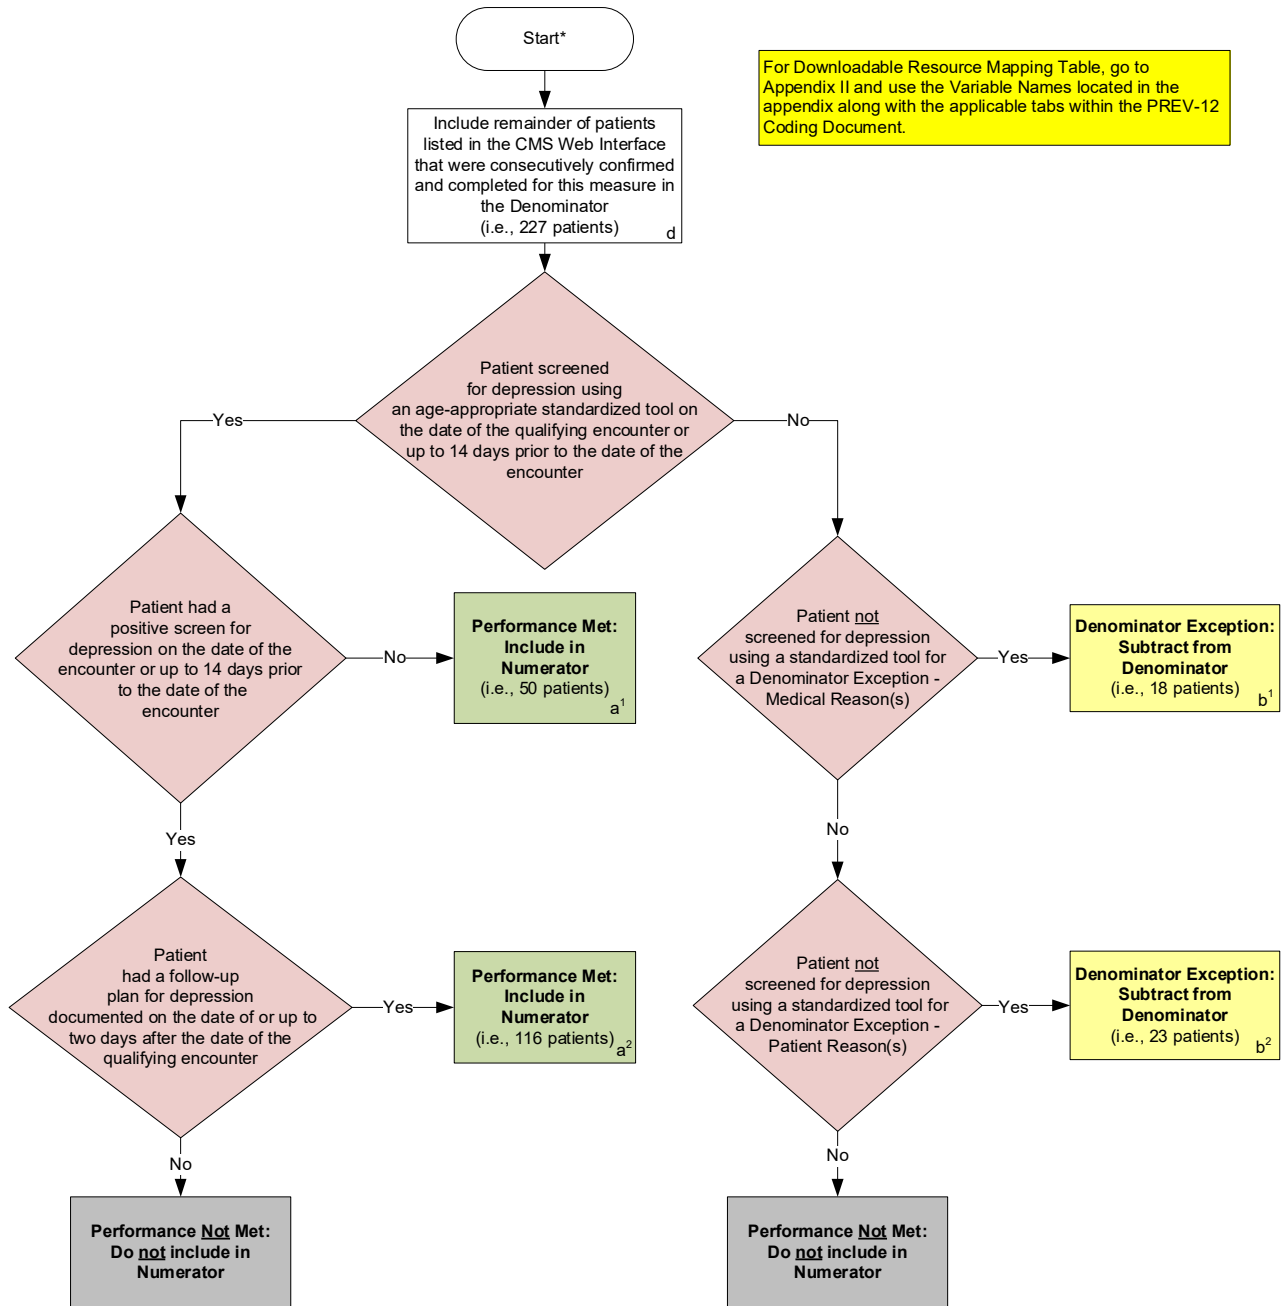 Start*
For Downloadable Resource Mapping Table, go to
Appendix II and use the Variable Names located in the
appendix along with the applicable tabs within the PREV-12
Coding Document.
Include remainder of patients
listed in the CMS Web Interface
that were consecutively confirmed
and completed for this measure in
the Denominator
(i.e., 227 patients)
d
Patient screened
for depression using
an age-appropriate standardized tool on
the date of the qualifying encounter or
up to 14 days prior to the date of the
encounter
Yes
No
Patient had a
positive screen for
depression on the date of the
encounter or up to 14 days prior
to the date of the
encounter
No
Performance Met:
Include in
Numerator
(i.e., 50 patients)
a¹
Patient not
screened for depression
using a standardized tool for
a Denominator Exception -
Medical Reason(s)
Yes
Denominator Exception:
Subtract from
Denominator
(i.e., 18 patients)
b¹
Yes
No
Patient
had a follow-up
plan for depression
documented on the date of or up to
two days after the date of the
qualifying encounter
Yes
Performance Met:
Include in
Numerator
(i.e., 116 patients)
a²
Patient not
screened for depression
using a standardized tool for
a Denominator Exception -
Patient Reason(s)
Yes
Denominator Exception:
Subtract from
Denominator
(i.e., 23 patients)
b²
No
No
Performance Not Met:
Do not include in
Numerator
Performance Not Met:
Do not include in
Numerator